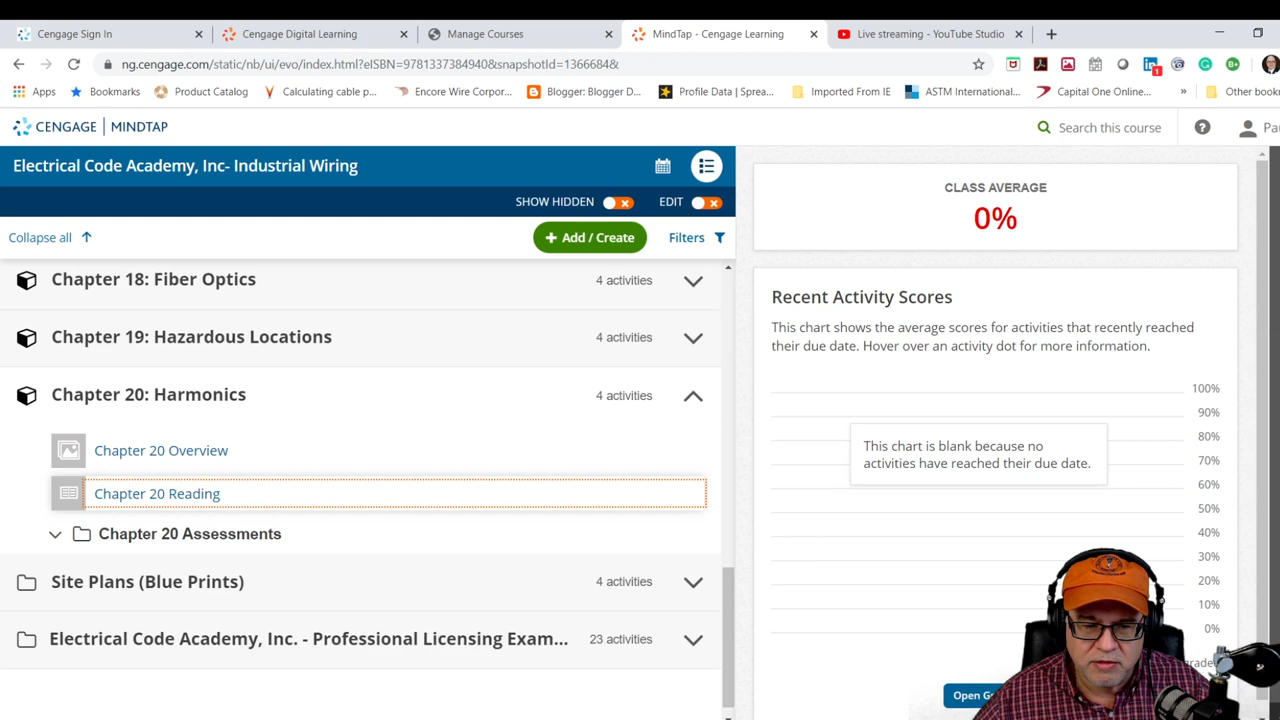 Cengage Sign In
Cengage Digital Learning
Manage Courses
MindTap - Cengage Learning
Live streaming - YouTube Studio
ng.cengage.com/static/nb/ui/evo/index.html?eISBN=9781337384940&snapshotId=1366684&
1
Apps
Bookmarks
Product Catalog
Calculating cable p...
Encore Wire Corpor...
Blogger: Blogger D...
Profile Data | Sprea...
Imported From IE
ASTM International...
Capital One Online...
»
Other book
CENGAGE | MINDTAP
Search this course
Electrical Code Academy, Inc- Industrial Wiring
SHOW HIDDEN
EDIT
Collapse all
+ Add / Create
Filters
Chapter 18: Fiber Optics
4 activities
Chapter 19: Hazardous Locations
4 activities
Chapter 20: Harmonics
4 activities
Chapter 20 Overview
Chapter 20 Reading
Chapter 20 Assessments
Site Plans (Blue Prints)
4 activities
Electrical Code Academy, Inc. - Professional Licensing Exam...
23 activities
CLASS AVERAGE
0%
Recent Activity Scores
This chart shows the average scores for activities that recently reached
their due date. Hover over an activity dot for more information.
100%
90%
80%
70%
60%
50%
40%
30%
20%
10%
0%
This chart is blank because no
activities have reached their due date.
Open G